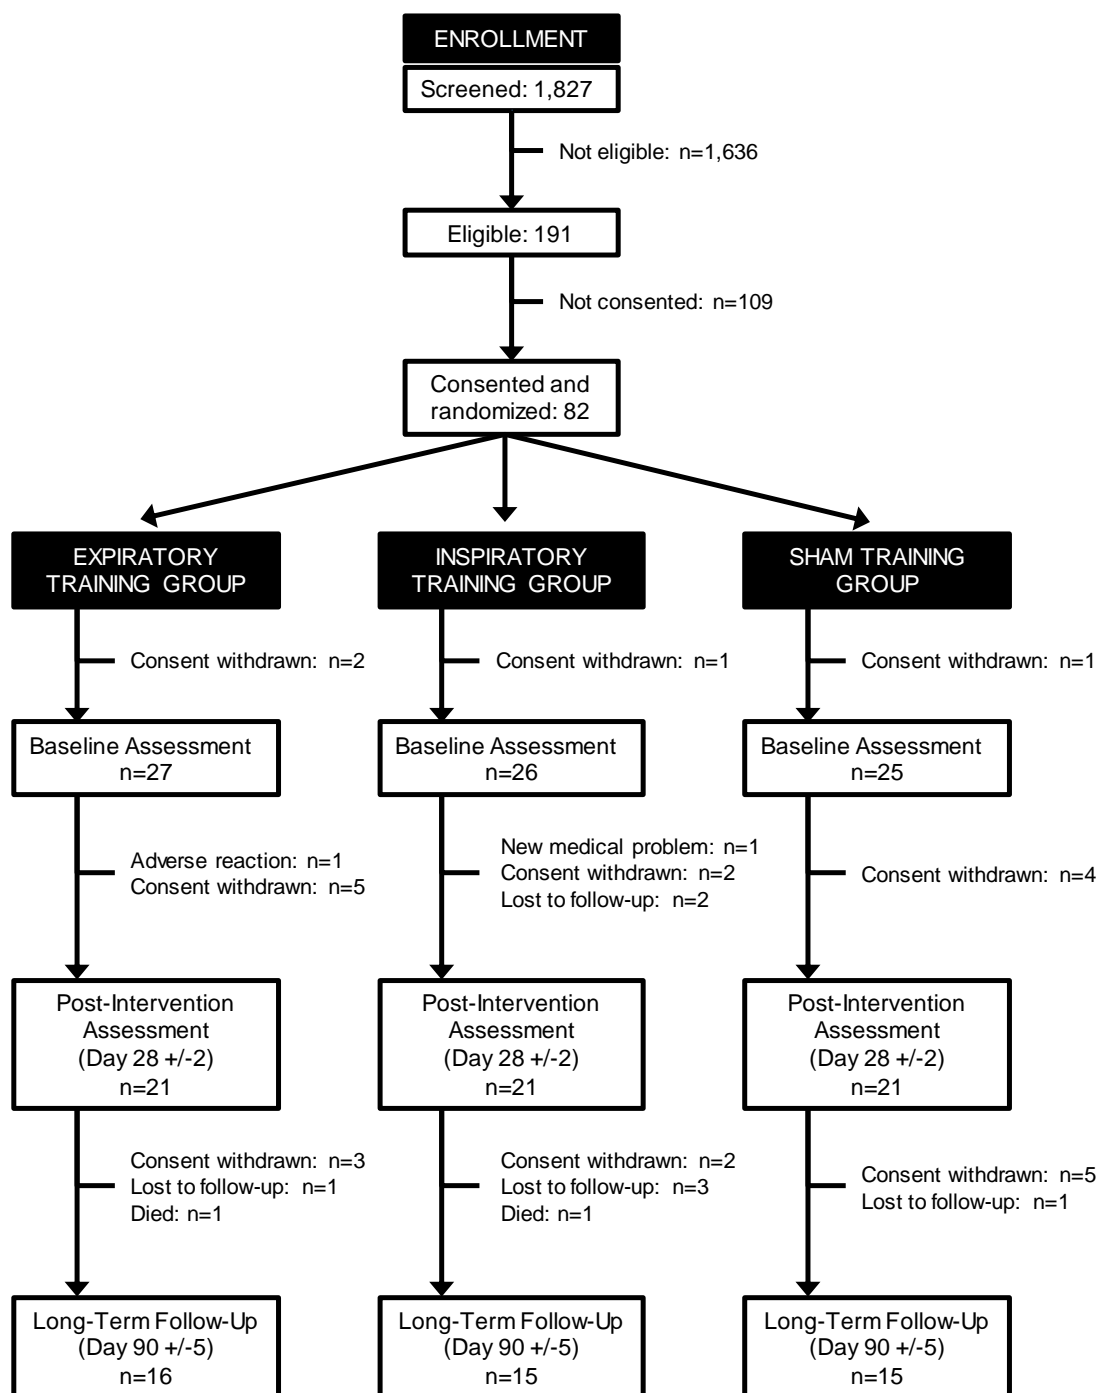 ENROLLMENT
Screened: 1,827
Not eligible: n=1,636
Eligible: 191
Not consented: n=109
Consented and
randomized: 82
EXPIRATORY
TRAINING GROUP
INSPIRATORY
TRAINING GROUP
SHAM TRAINING
GROUP
Consent withdrawn: n=2
Consent withdrawn: n=1
Consent withdrawn: n=1
Baseline Assessment
n=27
Baseline Assessment
n=26
Baseline Assessment
n=25
Adverse reaction: n=1
Consent withdrawn: n=5
New medical problem: n=1
Consent withdrawn: n=2
Lost to follow-up: n=2
Consent withdrawn: n=4
Post-Intervention
Assessment
(Day 28 +/-2)
n=21
Post-Intervention
Assessment
(Day 28 +/-2)
n=21
Post-Intervention
Assessment
(Day 28 +/-2)
n=21
Consent withdrawn: n=3
Lost to follow-up: n=1
Died: n=1
Consent withdrawn: n=2
Lost to follow-up: n=3
Died: n=1
Consent withdrawn: n=5
Lost to follow-up: n=1
Long-Term Follow-Up
(Day 90 +/-5)
n=16
Long-Term Follow-Up
(Day 90 +/-5)
n=15
Long-Term Follow-Up
(Day 90 +/-5)
n=15